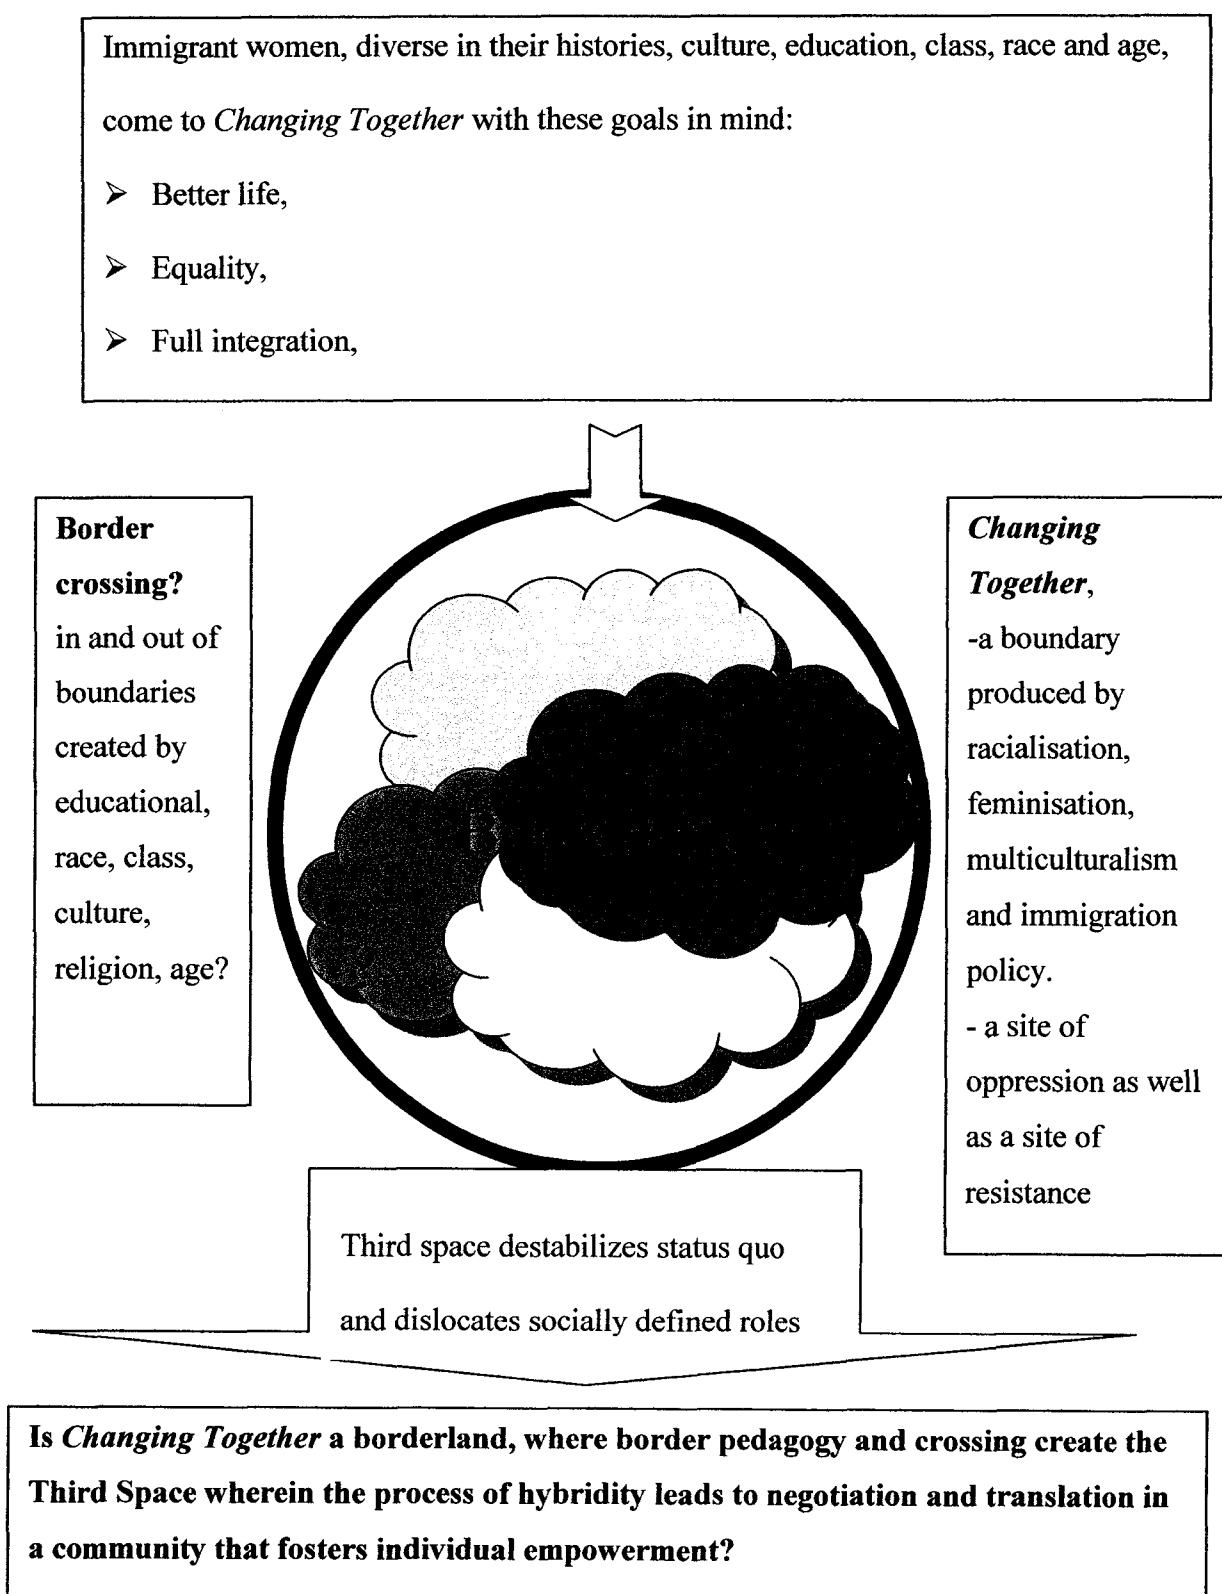 Immigrant women, diverse in their histories, culture, education, class, race and age,
come to Changing Together with these goals in mind:
➢ Better life,
➢ Equality,
➢ Full integration,
Border
crossing?
in and out of
boundaries
created by
educational,
race, class,
culture,
religion, age?
Changing
Together,
-a boundary
produced by
racialisation,
feminisation,
multiculturalism
and immigration
policy.
- a site of
oppression as well
as a site of
resistance
Third space destabilizes status quo
and dislocates socially defined roles
Is Changing Together a borderland, where border pedagogy and crossing create the
Third Space wherein the process of hybridity leads to negotiation and translation in
a community that fosters individual empowerment?